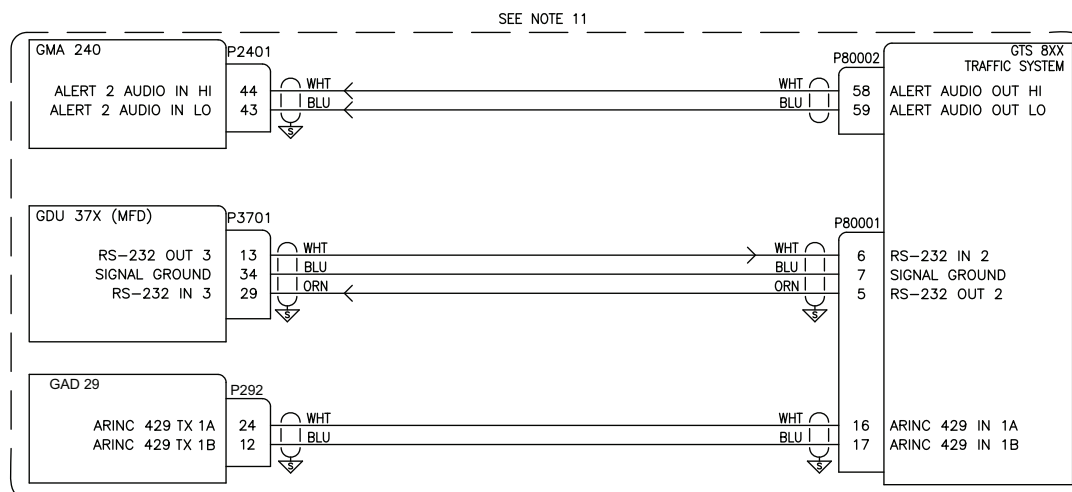 SEE NOTE 11
GMA 240
P2401
ALERT 2 AUDIO IN HI 44 WHT WHT 58 ALERT AUDIO OUT HI
ALERT 2 AUDIO IN LO 43 BLU BLU 59 ALERT AUDIO OUT LO
S
P80002
GTS 8XX
TRAFFIC SYSTEM
GDU 37X (MFD)
P3701
P80001
RS-232 OUT 3 13 WHT WHT 6 RS-232 IN 2
SIGNAL GROUND 34 BLU BLU 7 SIGNAL GROUND
RS-232 IN 3 29 ORN ORN 5 RS-232 OUT 2
S S
GAD 29
P292
ARINC 429 TX 1A 24 WHT WHT 16 ARINC 429 IN 1A
ARINC 429 TX 1B 12 BLU BLU 17 ARINC 429 IN 1B
S S